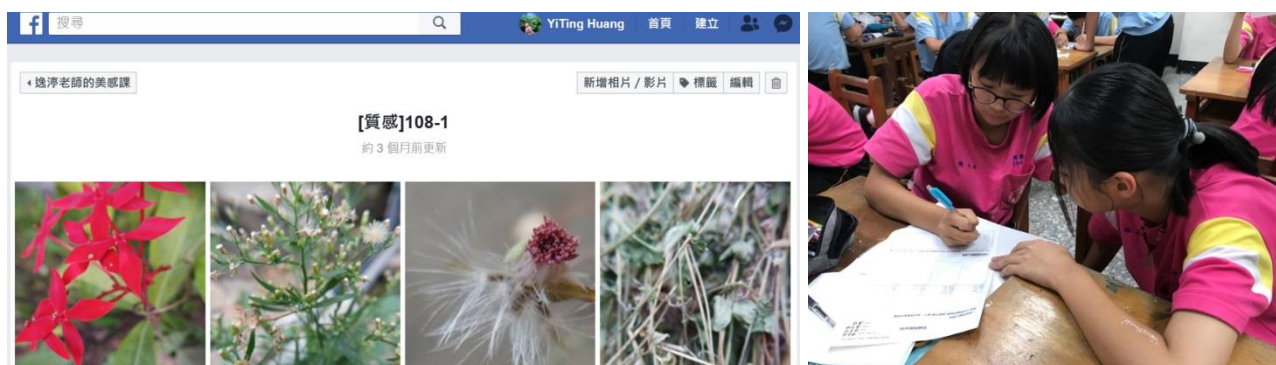 搜尋
YiTing Huang 首頁 建立
逸渟老師的美感課
新增相片 / 影片 標籤 編輯
[質感]108-1
約 3 個月前更新